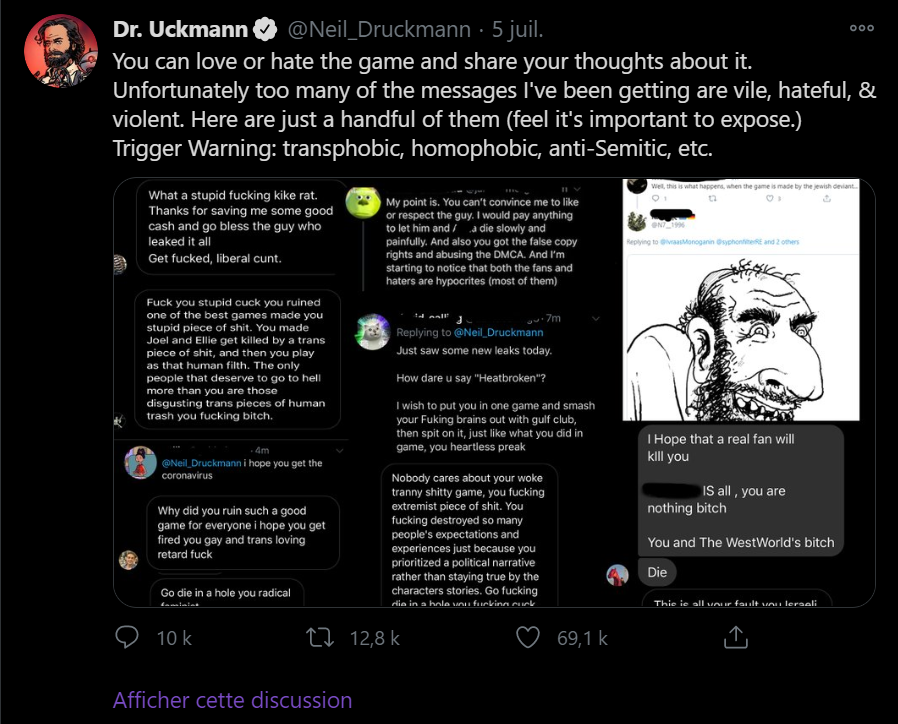 Dr. Uckmann @Neil_Druckmann · 5 juil.
You can love or hate the game and share your thoughts about it.
Unfortunately too many of the messages I've been getting are vile, hateful, &
violent. Here are just a handful of them (feel it's important to expose.)
Trigger Warning: transphobic, homophobic, anti-Semitic, etc.
What a stupid fucking kike rat.
Thanks for saving me some good
cash and go bless the guy who
leaked it all
Get fucked, liberal cunt.
Fuck you stupid cuck you ruined
one of the best games made you
stupid piece of shit. You made
Joel and Ellie get killed by a trans
piece of shit, and then you play
as that human filth. The only
people that deserve to go to hell
more than you are those
disgusting trans pieces of human
trash you fucking bitch.
· 4m
@Neil_Druckmann i hope you get the
coronavirus
Why did you ruin such a good
game for everyone i hope you get
fired you gay and trans loving
retard fuck
Go die in a hole you radical
feminist
My point is. You can't convince me to like
or respect the guy. I would pay anything
to let him and die slowly and
painfully. And also you got the false copy
rights and abusing the DMCA. And I'm
starting to notice that both the fans and
haters are hypocrites (most of them)
· 7m
Replying to @Neil_Druckmann
Just saw some new leaks today.
How dare u say "Heatbroken"?
I wish to put you in one game and smash
your Fuking brains out with gulf club,
then spit on it, just like what you did in
game, you heartless preak
Nobody cares about your woke
tranny shitty game, you fucking
extremist piece of shit. You
fucking destroyed so many
people's expectations and
experiences just because you
prioritized a political narrative
rather than staying true by the
characters stories. Go fucking
die in a hole you fucking cuck
Well, this is what happens, when the game is made by the jewish deviant...
1
3
@N7__1996
Replying to @IvraasMonogarin @syphonfilterRE and 2 others
I Hope that a real fan will
klll you
IS all , you are
nothing bitch
You and The WestWorld's bitch
Die
This is all your fault you Israeli
10 k 12,8 k 69,1 k
Afficher cette discussion